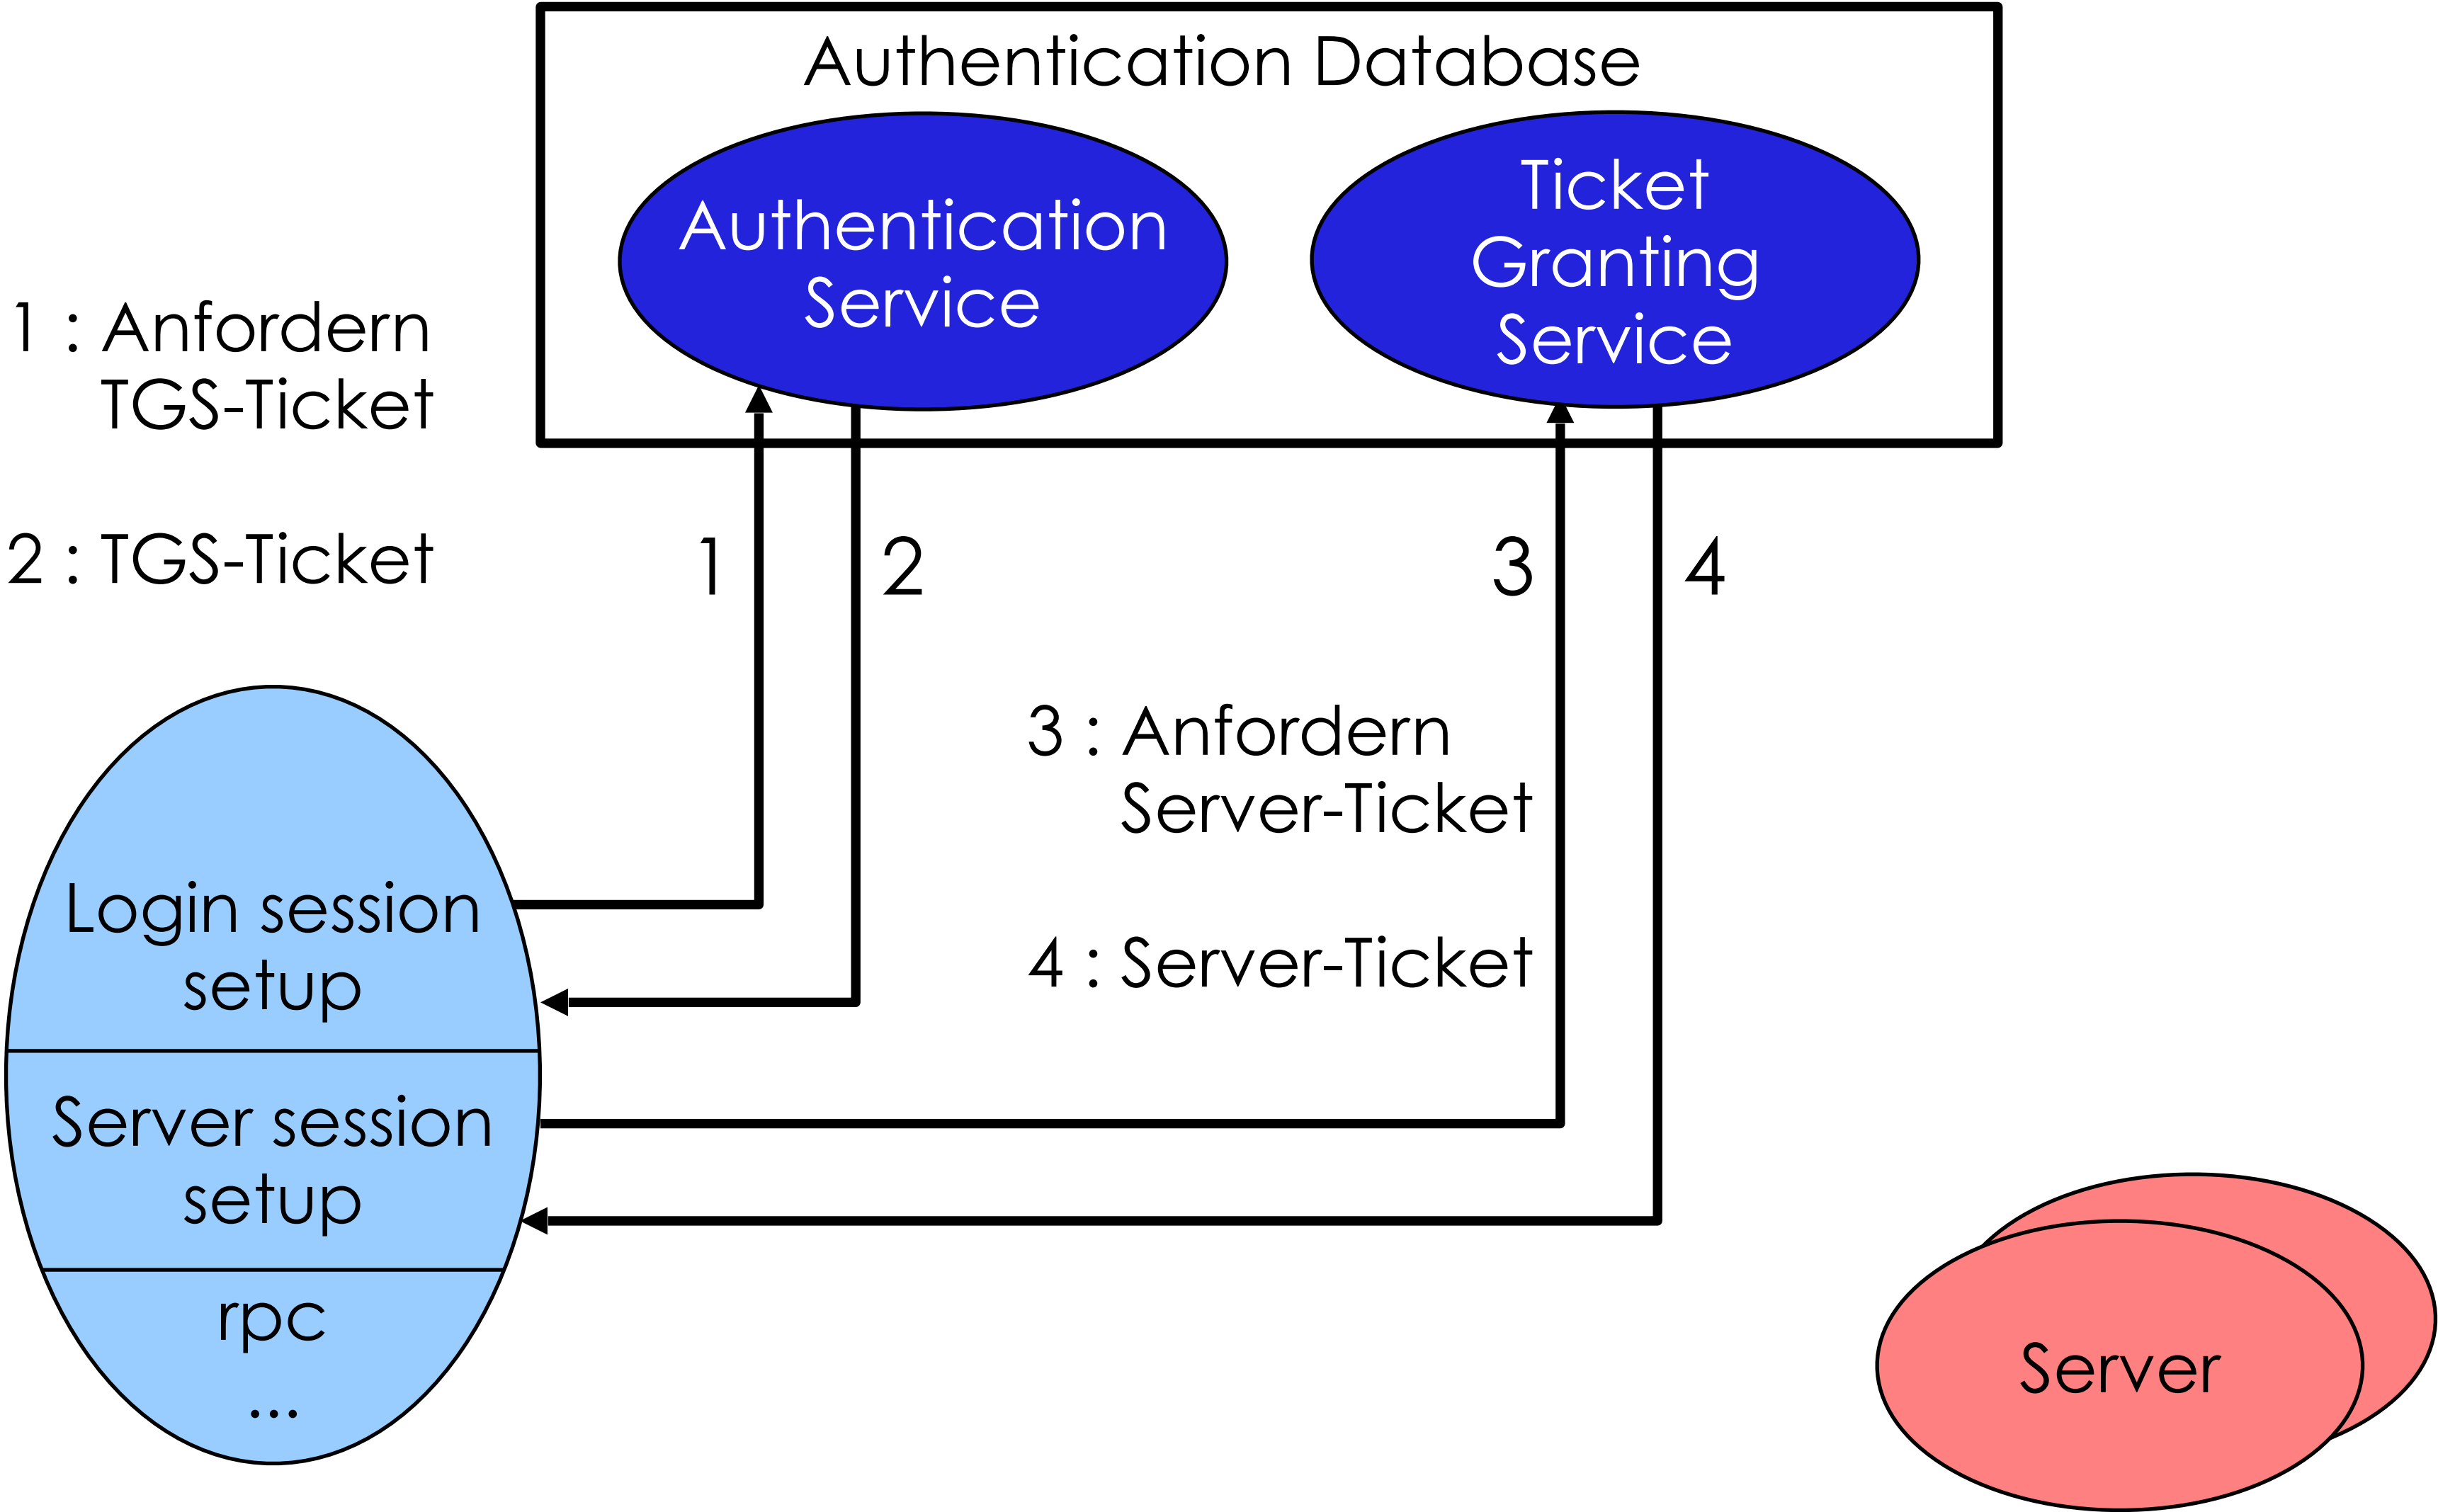 Authentication Database
Authentication
Service
Ticket
Granting
Service
1 : Anfordern
TGS-Ticket
2 : TGS-Ticket
1
2
3
4
3 : Anfordern
Server-Ticket
4 : Server-Ticket
Login session
setup
Server session
setup
rpc
...
Server